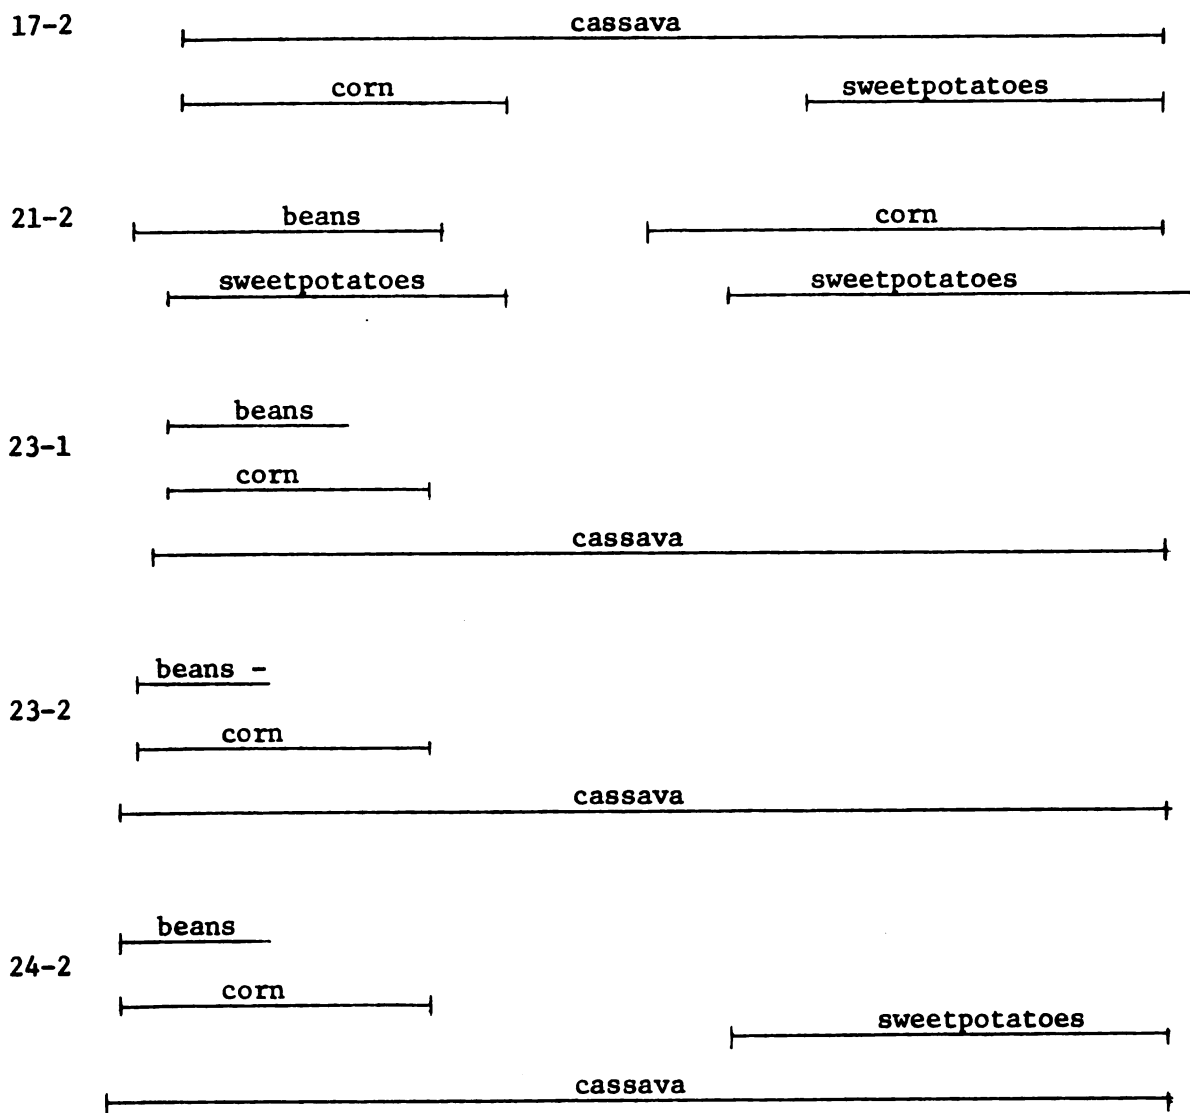 17-2 cassava
corn sweetpotatoes
21-2 beans corn
sweetpotatoes sweetpotatoes
beans
23-1
corn
cassava
beans -
23-2
corn
cassava
beans
24-2
corn
sweetpotatoes
cassava